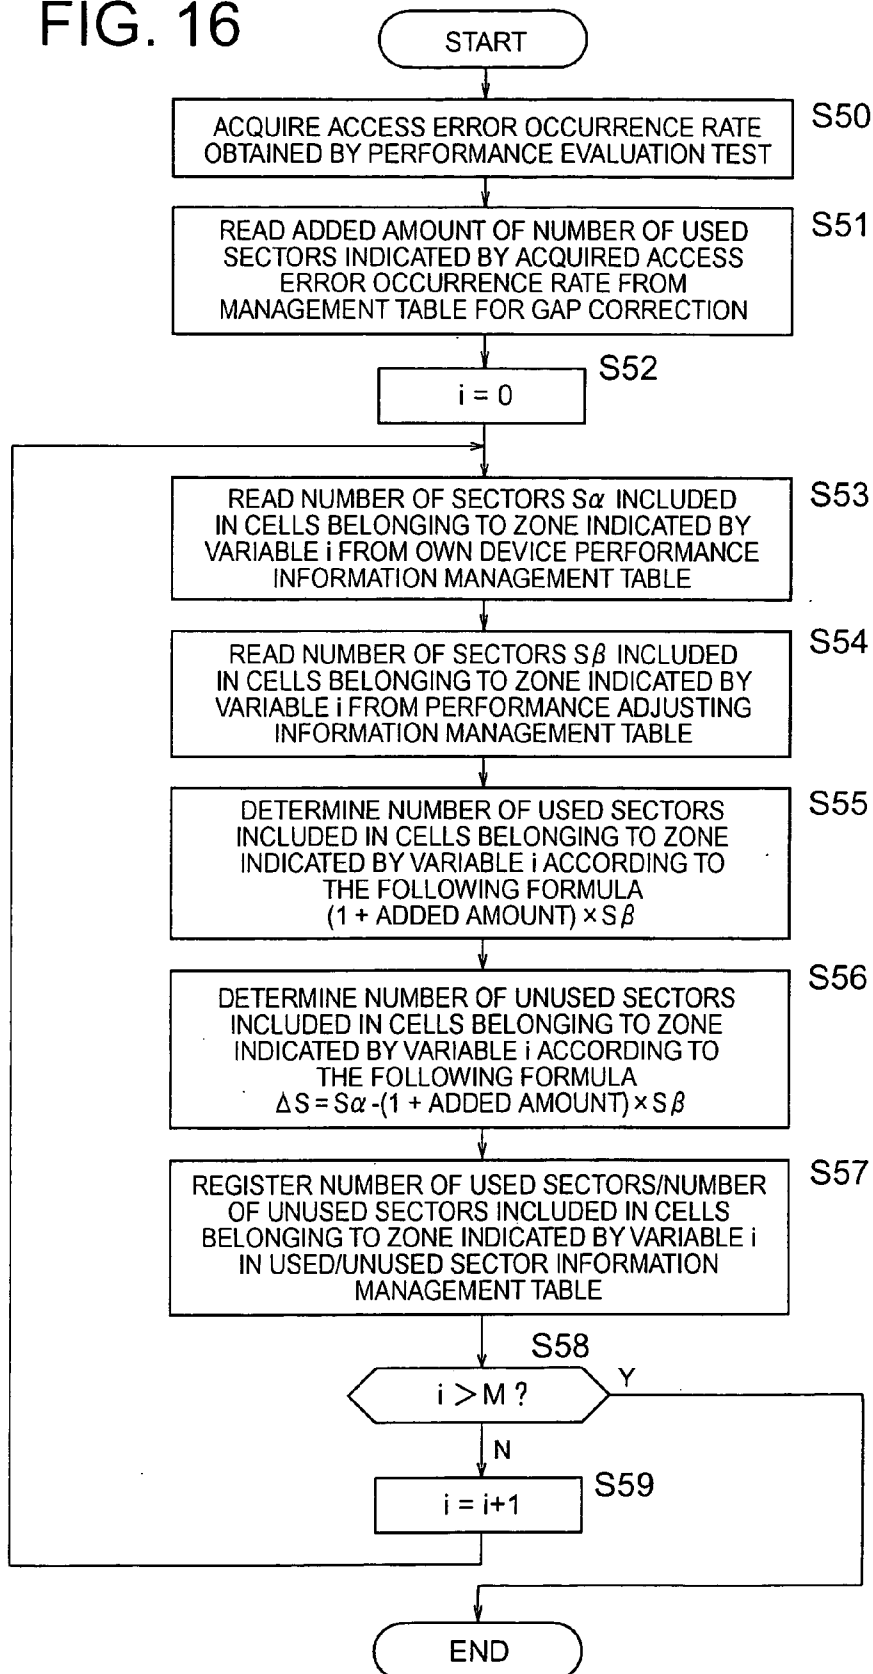 FIG. 16
START
S50
ACQUIRE ACCESS ERROR OCCURRENCE RATE
OBTAINED BY PERFORMANCE EVALUATION TEST
S51
READ ADDED AMOUNT OF NUMBER OF USED
SECTORS INDICATED BY ACQUIRED ACCESS
ERROR OCCURRENCE RATE FROM
MANAGEMENT TABLE FOR GAP CORRECTION
S52
i = 0
S53
READ NUMBER OF SECTORS Sα INCLUDED
IN CELLS BELONGING TO ZONE INDICATED BY
VARIABLE i FROM OWN DEVICE PERFORMANCE
INFORMATION MANAGEMENT TABLE
S54
READ NUMBER OF SECTORS Sβ INCLUDED
IN CELLS BELONGING TO ZONE INDICATED BY
VARIABLE i FROM PERFORMANCE ADJUSTING
INFORMATION MANAGEMENT TABLE
S55
DETERMINE NUMBER OF USED SECTORS
INCLUDED IN CELLS BELONGING TO ZONE
INDICATED BY VARIABLE i ACCORDING TO
THE FOLLOWING FORMULA
(1 + ADDED AMOUNT) × Sβ
S56
DETERMINE NUMBER OF UNUSED SECTORS
INCLUDED IN CELLS BELONGING TO ZONE
INDICATED BY VARIABLE i ACCORDING TO
THE FOLLOWING FORMULA
ΔS = Sα -(1 + ADDED AMOUNT) × Sβ
S57
REGISTER NUMBER OF USED SECTORS/NUMBER
OF UNUSED SECTORS INCLUDED IN CELLS
BELONGING TO ZONE INDICATED BY VARIABLE i
IN USED/UNUSED SECTOR INFORMATION
MANAGEMENT TABLE
S58
i > M ?
Y
N
S59
i = i+1
END